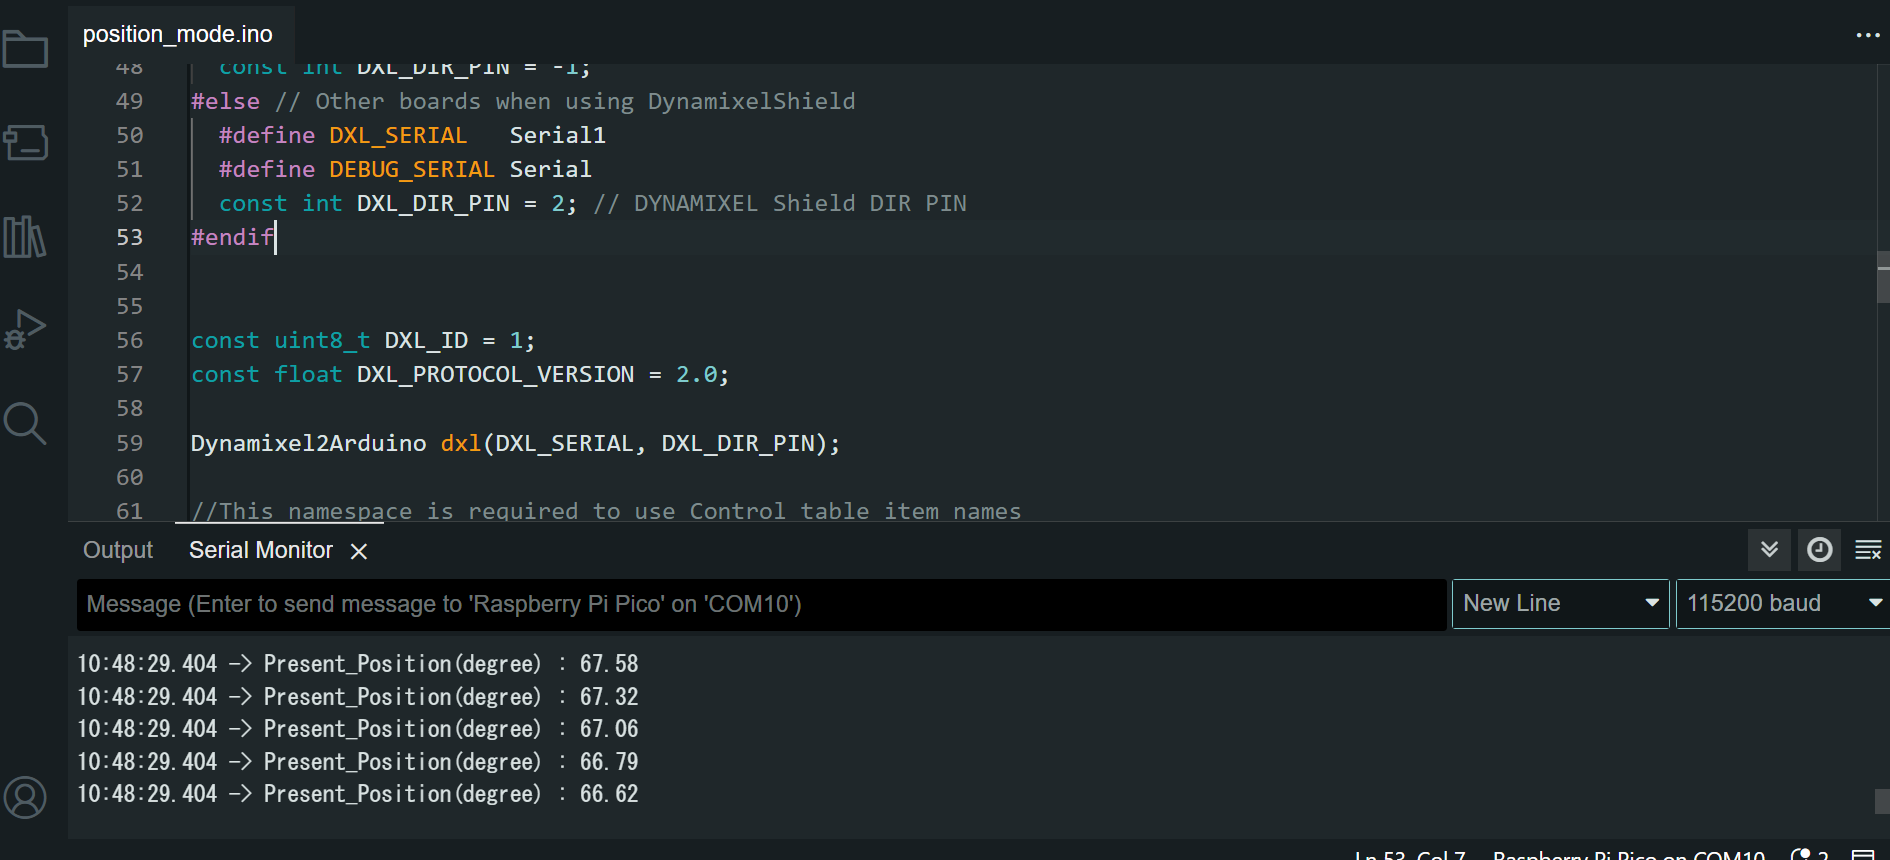 position_mode.ino
48 const int DXL_DIR_PIN = -1;
49 #else // Other boards when using DynamixelShield
50 #define DXL_SERIAL Serial1
51 #define DEBUG_SERIAL Serial
52 const int DXL_DIR_PIN = 2; // DYNAMIXEL Shield DIR PIN
53 #endif
54
55
56 const uint8_t DXL_ID = 1;
57 const float DXL_PROTOCOL_VERSION = 2.0;
58
59 Dynamixel2Arduino dxl(DXL_SERIAL, DXL_DIR_PIN);
60
61 //This namespace is required to use Control table item names
Output Serial Monitor
Message (Enter to send message to 'Raspberry Pi Pico' on 'COM10') New Line 115200 baud
10:48:29.404 -> Present_Position(degree) : 67.58
10:48:29.404 -> Present_Position(degree) : 67.32
10:48:29.404 -> Present_Position(degree) : 67.06
10:48:29.404 -> Present_Position(degree) : 66.79
10:48:29.404 -> Present_Position(degree) : 66.62
Ln 53, Col 7 Raspberry Pi Pico on COM10 2